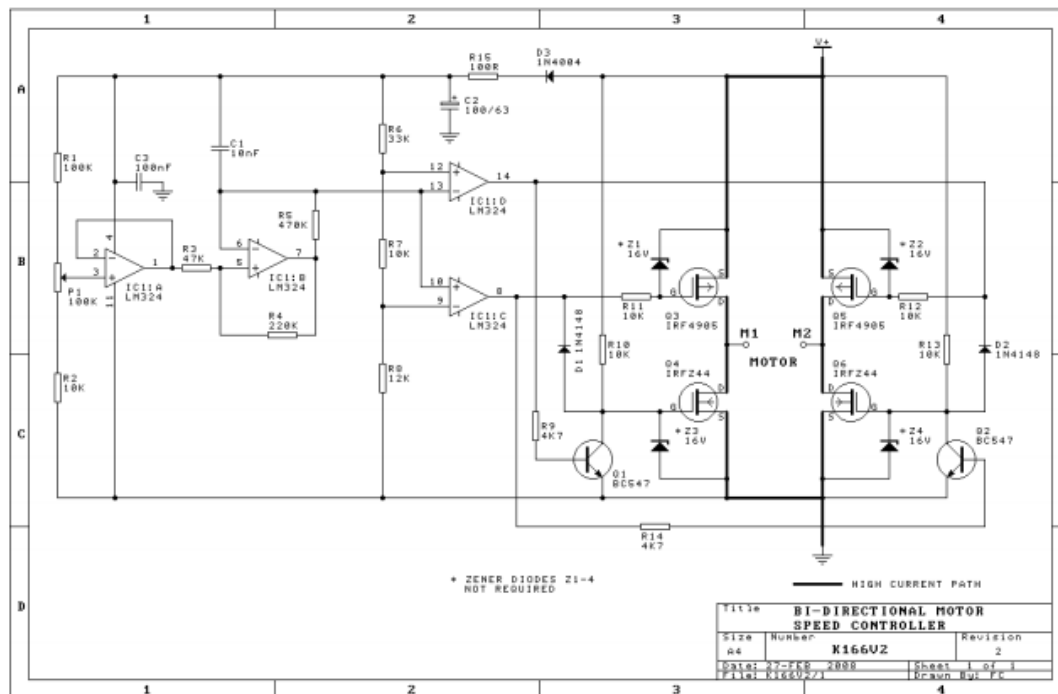 1 2 3 4
V+
A
R15
100R
D3
1N4004
C2
100/63
R6
33K
C1
10nF
R1
100K
C3
100nF
12
13
14
IC1:D
LM324
R5
470K
4
R7
10K
*Z1
16V
*Z2
16V
B
2
3
1
R3
47K
6
5
7
IC1:B
LM324
P1
100K
IC1:A
LM324
11
10
9
8
IC1:C
LM324
R4
220K
R11
10K
G
S
D
Q3
IRF4905
S
D
G
Q5
IRF4905
R12
10K
M1
M2
MOTOR
D1 1N4148
R10
10K
R13
10K
D2
1N4148
Q4
IRFZ44
Q6
IRFZ44
G
D
S
D
S
G
R2
10K
R8
12K
C
R9
4K7
*Z3
16V
*Z4
16V
Q1
BC547
Q2
BC547
R14
4K7
* ZENER DIODES Z1-4
NOT REQUIRED
HIGH CURRENT PATH
D
Title
BI-DIRECTIONAL MOTOR
SPEED CONTROLLER
Size
A4
Number
K166V2
Revision
2
Date: 27-FEB 2008
Sheet 1 of 1
File: K166V2/1
Drawn By: FC
1 2 3 4